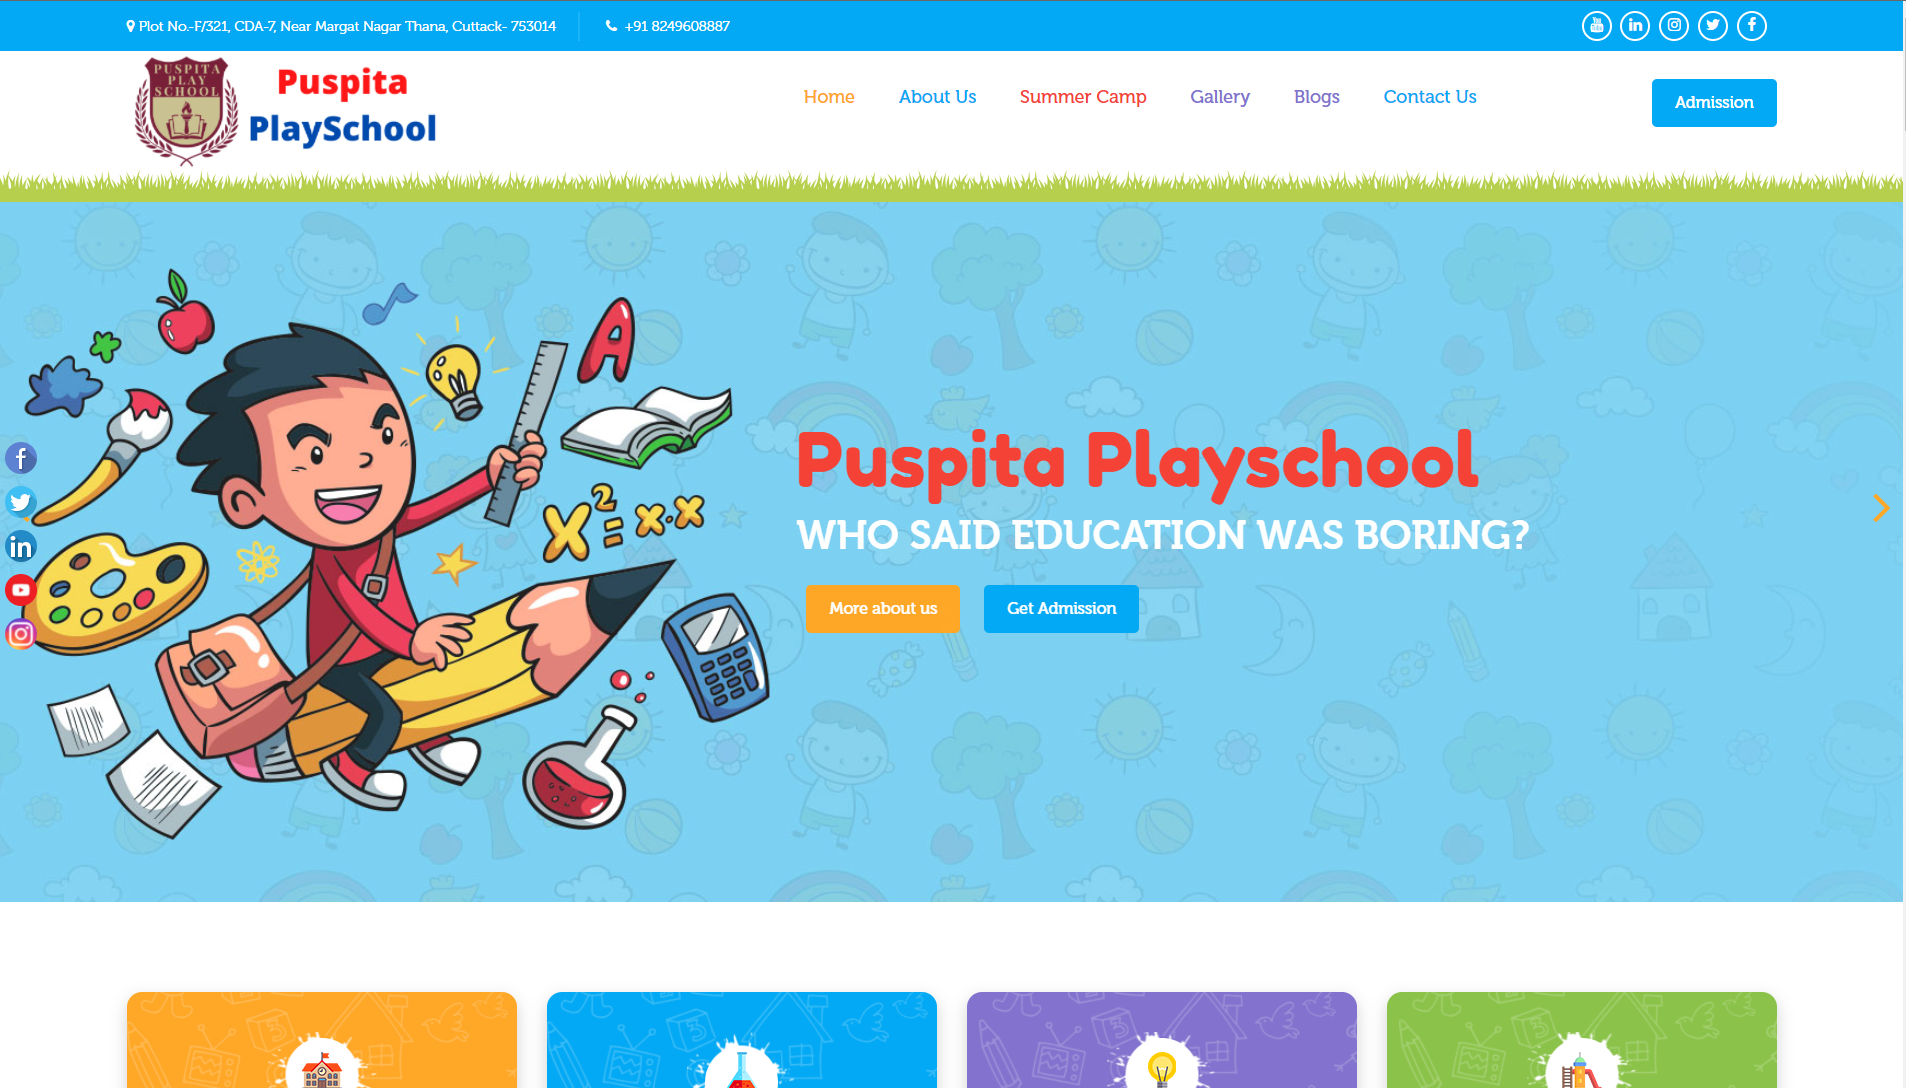 Plot No.-F/321, CDA-7, Near Margat Nagar Thana, Cuttack- 753014
+91 8249608887
PUSPITA
PLAY
SCHOOL
Puspita
PlaySchool
Home
About Us
Summer Camp
Gallery
Blogs
Contact Us
Admission
A
X² = X·X
Puspita Playschool
WHO SAID EDUCATION WAS BORING?
More about us
Get Admission